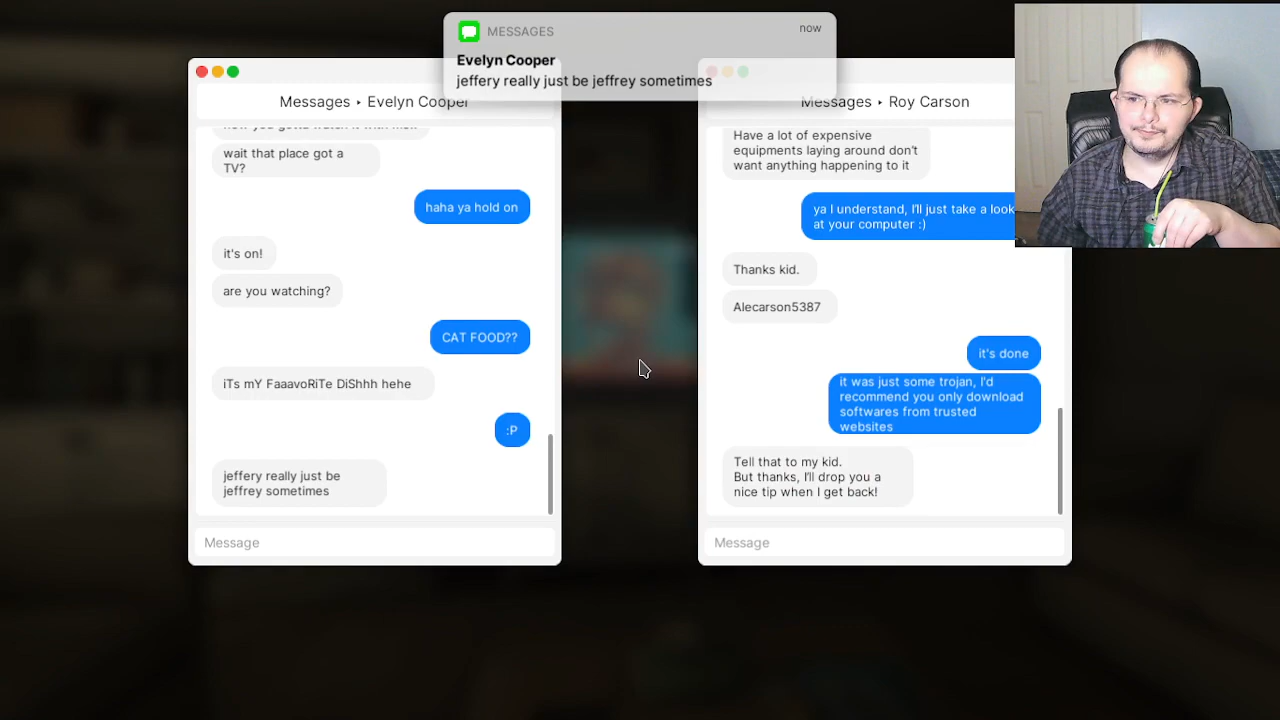 MESSAGES
now
Evelyn Cooper
jeffery really just be jeffrey sometimes
Messages ▸ Evelyn Cooper
wait that place got a
TV?
haha ya hold on
it's on!
are you watching?
CAT FOOD??
iTs mY FaaavoRiTe DiShhh hehe
:P
jeffery really just be
jeffrey sometimes
Message
Messages ▸ Roy Carson
Have a lot of expensive
equipments laying around don't
want anything happening to it
ya I understand, I'll just take a look
at your computer :)
Thanks kid.
Alecarson5387
it's done
it was just some trojan, I'd
recommend you only download
softwares from trusted
websites
Tell that to my kid.
But thanks, I'll drop you a
nice tip when I get back!
Message